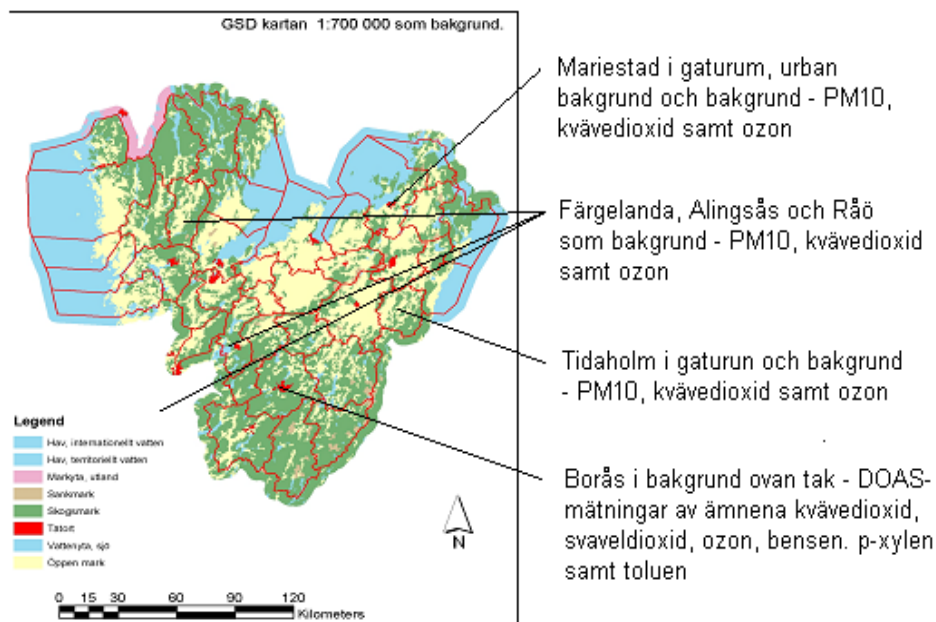 GSD kartan 1:700 000 som bakgrund.
Mariestad i gaturum, urban
bakgrund och bakgrund - PM10,
kvävedioxid samt ozon
Färgelanda, Alingsås och Råö
som bakgrund - PM10, kvävedioxid
samt ozon
Tidaholm i gaturun och bakgrund
- PM10, kvävedioxid samt ozon
Borås i bakgrund ovan tak - DOAS-
mätningar av ämnena kvävedioxid,
svaveldioxid, ozon, bensen. p-xylen
samt toluen
Legend
Hav, internationellt vatten
Hav, territoriellt vatten
Markyta, utland
Sankmark
Skogsmark
Tätort
Vattenyta, sjö
Öppen mark
N
0 15 30 60 90 120
Kilometers